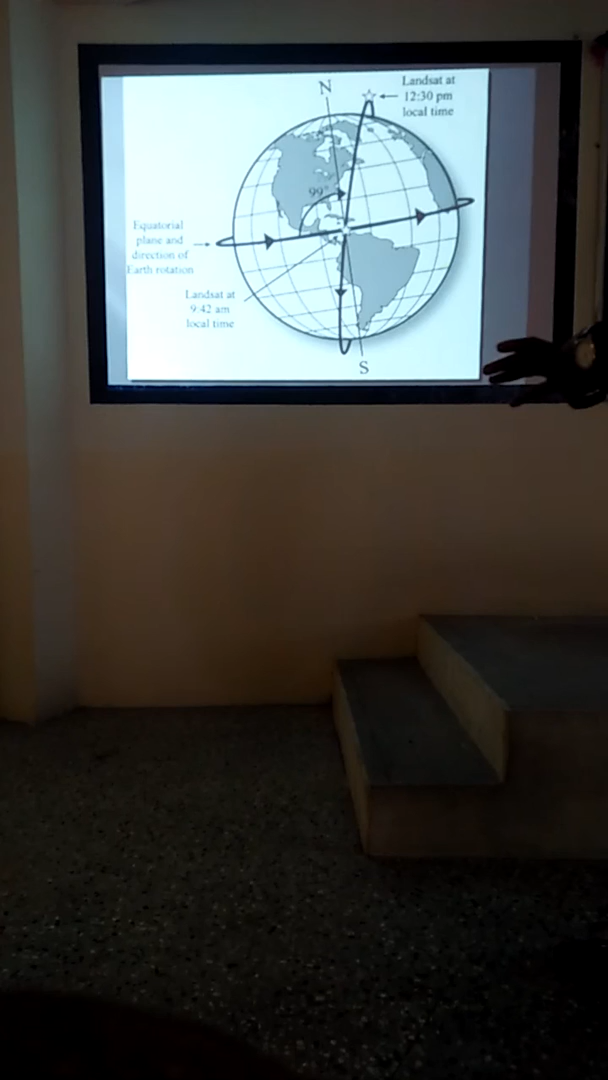 N
Landsat at
12:30 pm
local time
99°
Equatorial
plane and
direction of
Earth rotation
Landsat at
9:42 am
local time
S